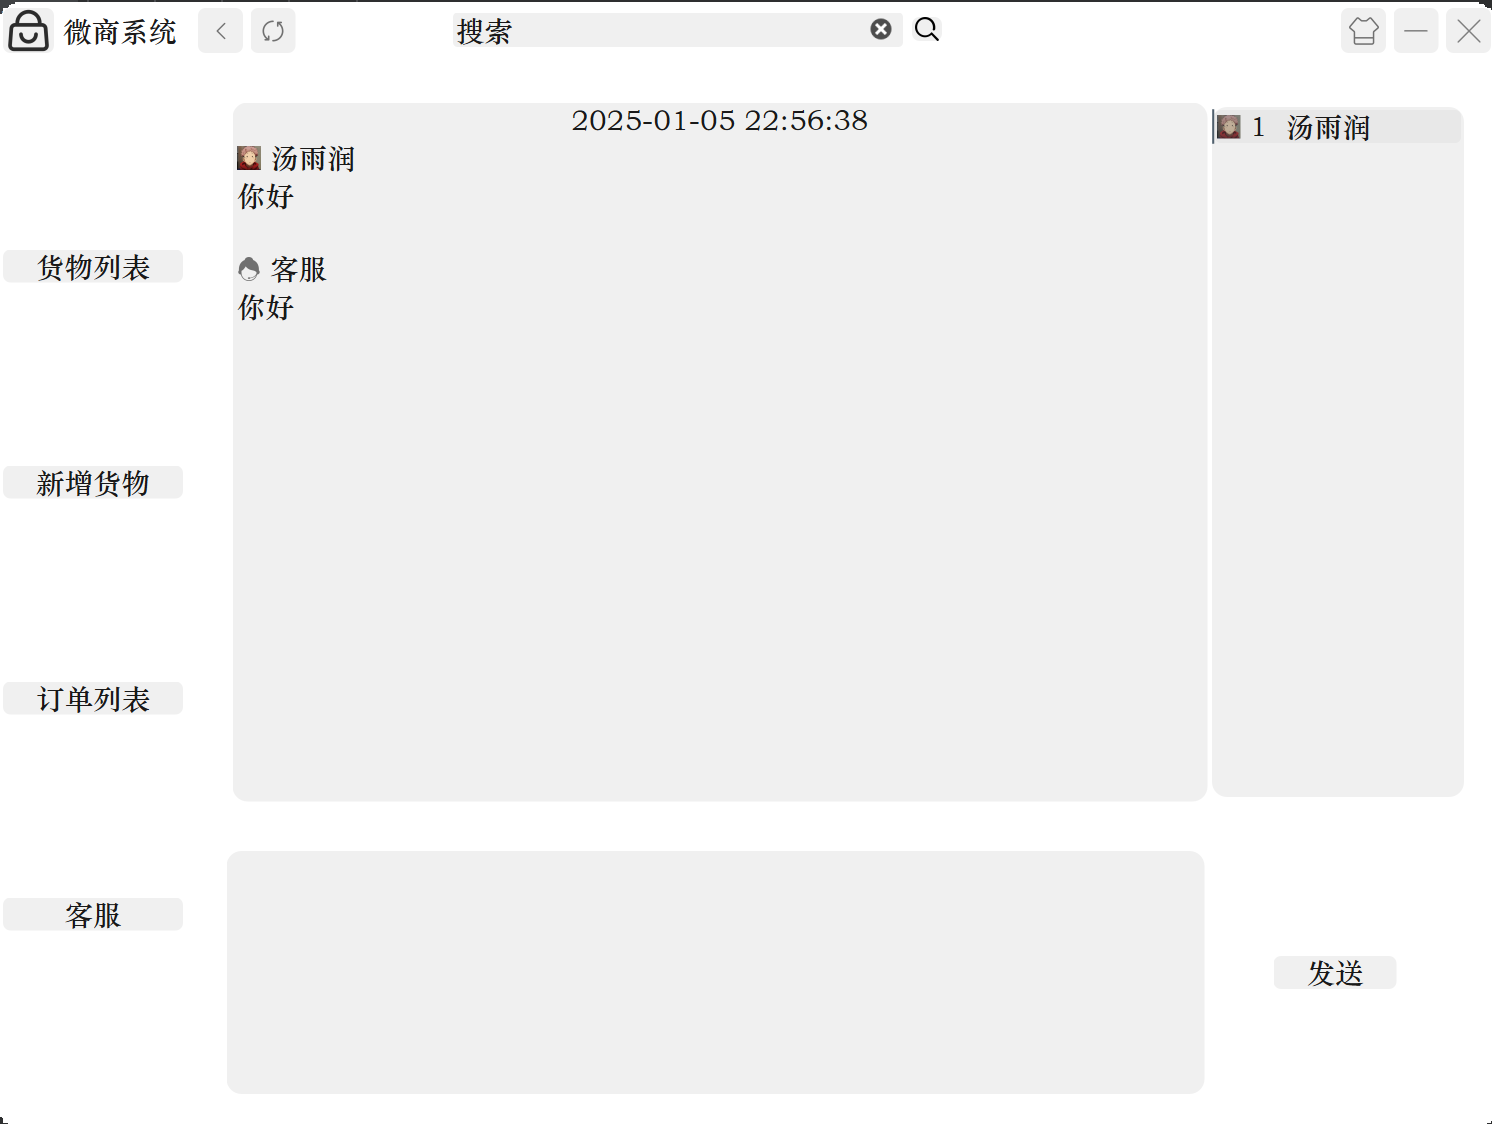 微商系统
搜索
2025-01-05 22:56:38
汤雨润
你好
客服
你好
1 汤雨润
货物列表
新增货物
订单列表
客服
发送